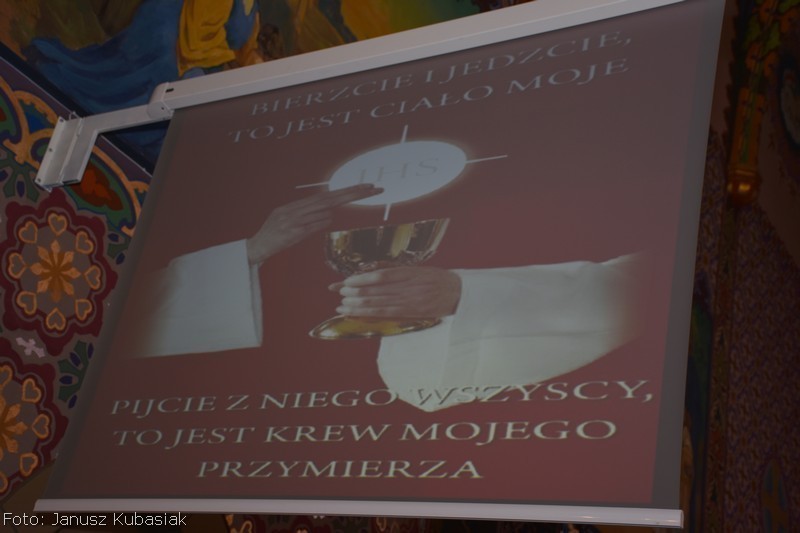 BIERZCIE I JEDZCIE,
TO JEST CIAŁO MOJE
IHS
PIJCIE Z NIEGO WSZYSCY,
TO JEST KREW MOJEGO
PRZYMIERZA
Foto: Janusz Kubasiak